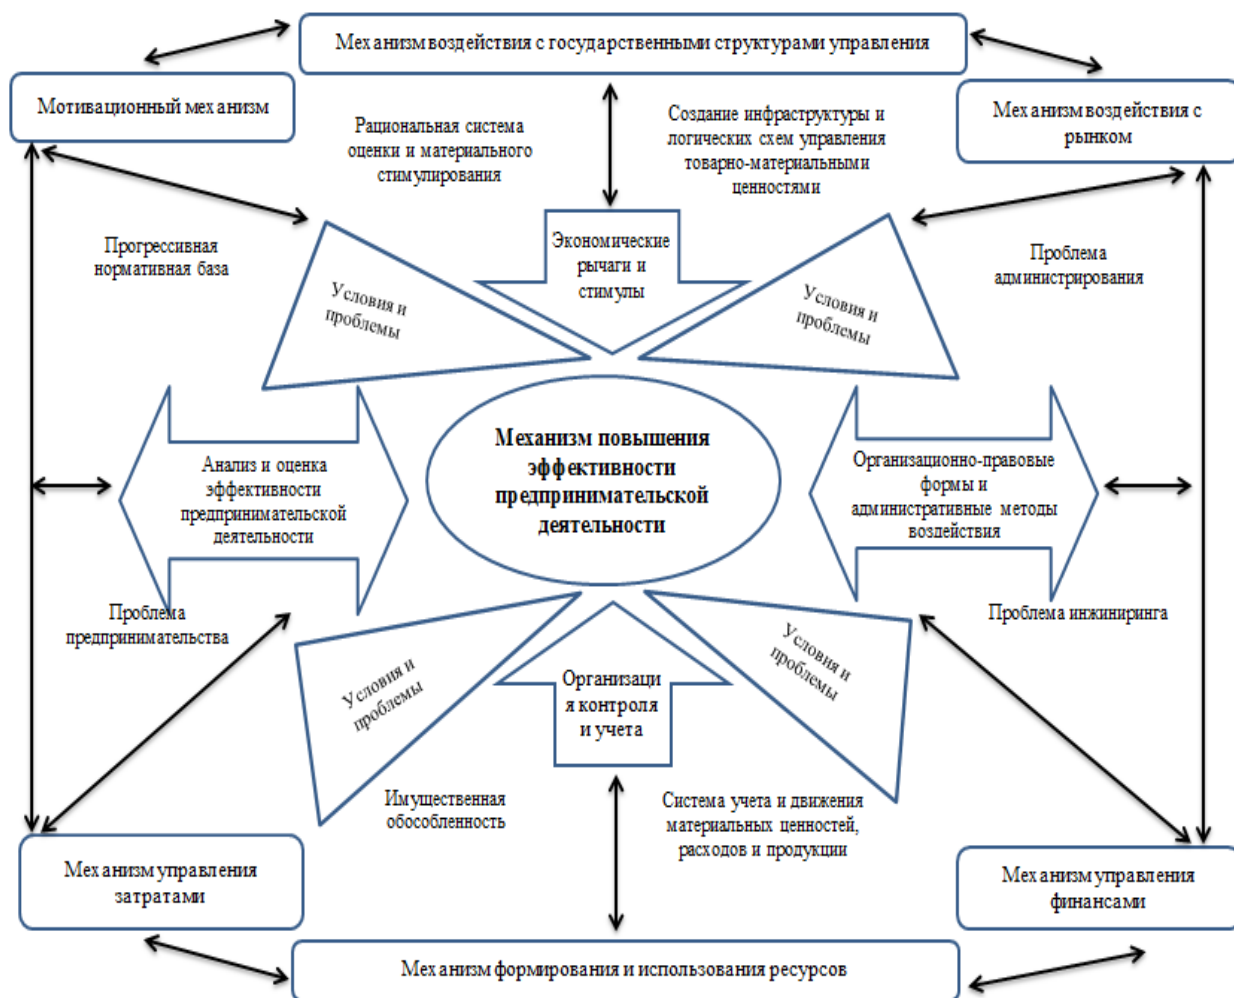 Механизм воздействия с государственными структурами управления
Мотивационный механизм
Механизм воздействия с
рынком
Рациональная система
оценки и материального
стимулирования
Создание инфраструктуры и
логических схем управления
товарно-материальными
ценностями
Прогрессивная
нормативная база
Экономические
рычаги и
стимулы
Проблема
администрирования
Условия и
проблемы
Условия и
проблемы
Механизм повышения
эффективности
предпринимательской
деятельности
Анализ и оценка
эффективности
предпринимательской
деятельности
Организационно-правовые
формы и
административные методы
воздействия
Проблема
предпринимательства
Проблема инжиниринга
Условия и
проблемы
Организаци
я контроля
и учета
Условия и
проблемы
Имущественная
обособленность
Система учета и движения
материальных ценностей,
расходов и продукции
Механизм управления
затратами
Механизм управления
финансами
Механизм формирования и использования ресурсов